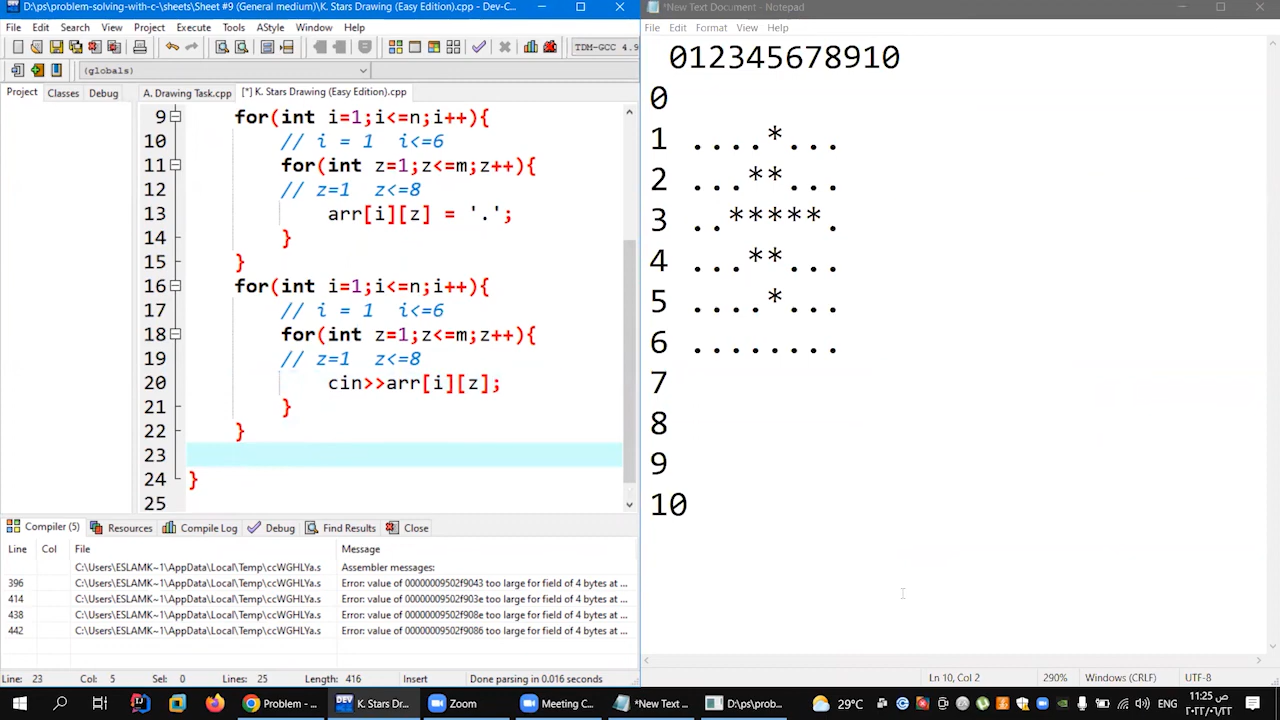 D:\ps\problem-solving-with-c-\sheets\Sheet #9 (General medium)\K. Stars Drawing (Easy Edition).cpp - Dev-C...
File Edit Search View Project Execute Tools AStyle Window Help
TDM-GCC 4.9
(globals)
Project Classes Debug
A. Drawing Task.cpp [*] K. Stars Drawing (Easy Edition).cpp
9 for(int i=1;i<=n;i++){
10 // i = 1 i<=6
11 for(int z=1;z<=m;z++){
12 // z=1 z<=8
13 arr[i][z] = '.';
14 }
15 }
16 for(int i=1;i<=n;i++){
17 // i = 1 i<=6
18 for(int z=1;z<=m;z++){
19 // z=1 z<=8
20 cin>>arr[i][z];
21 }
22 }
23
24 }
25
Compiler (5) Resources Compile Log Debug Find Results Close
Line Col File Message
C:\Users\ESLAMK~1\AppData\Local\Temp\ccWGHLYa.s Assembler messages:
396 C:\Users\ESLAMK~1\AppData\Local\Temp\ccWGHLYa.s Error: value of 00000009502f9043 too large for field of 4 bytes at ...
414 C:\Users\ESLAMK~1\AppData\Local\Temp\ccWGHLYa.s Error: value of 00000009502f903e too large for field of 4 bytes at ...
438 C:\Users\ESLAMK~1\AppData\Local\Temp\ccWGHLYa.s Error: value of 00000009502f908e too large for field of 4 bytes at ...
442 C:\Users\ESLAMK~1\AppData\Local\Temp\ccWGHLYa.s Error: value of 00000009502f9086 too large for field of 4 bytes at ...
Line: 23 Col: 5 Sel: 0 Lines: 25 Length: 416 Insert Done parsing in 0.016 seconds
*New Text Document - Notepad
File Edit Format View Help
012345678910
0
1 ....*...
2 ...**...
3 ..*****.
4 ...**...
5 ....*...
6 ........
7
8
9
10
Ln 10, Col 2 290% Windows (CRLF) UTF-8
Problem -... K. Stars Dr... Zoom Meeting C... *New Text ... D:\ps\prob... 29°C
11:25 ص